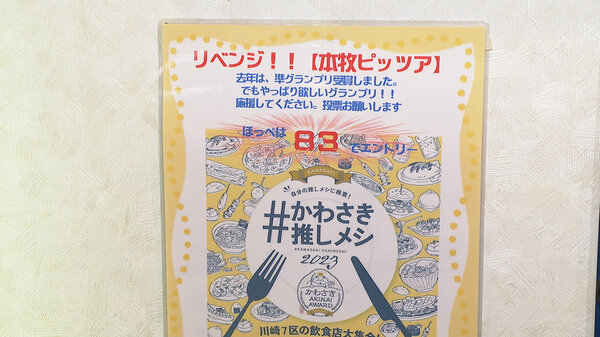 リベンジ！！【本牧ピッツア】
去年は、準グランプリ受賞しました。
でもやっぱり欲しいグランプリ！！
応援してください。投票お願いします
ほっぺは 88 でエントリー
KAWASAKI
自分の推しメシに投票！
#かわさき
推しメシ
#KAWASAKI OSHIMESHI
2023
かわさき
AKINAI
AWARD
川崎7区の飲食店大集合！